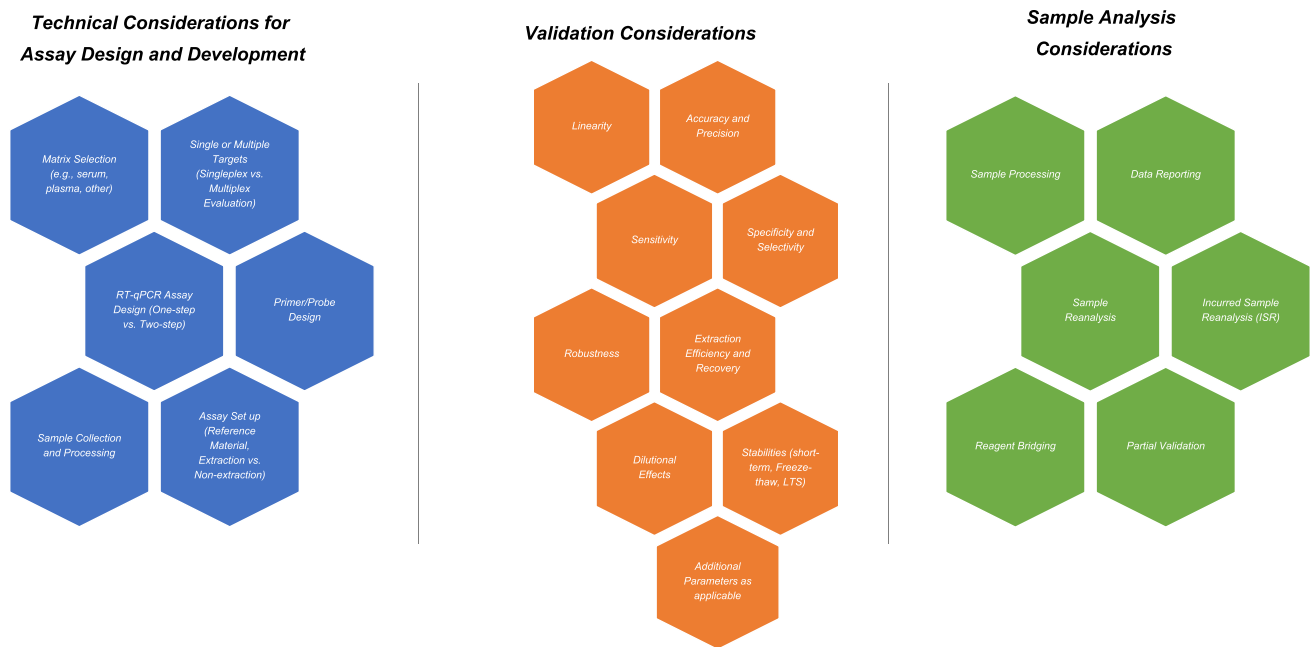 Technical Considerations for
Assay Design and Development
Matrix Selection
(e.g., serum,
plasma, other)
Single or Multiple
Targets
(Singleplex vs.
Multiplex
Evaluation)
RT-qPCR Assay
Design (One-step
vs. Two-step)
Primer/Probe
Design
Sample Collection
and Processing
Assay Set up
(Reference
Material,
Extraction vs.
Non-extraction)
Validation Considerations
Linearity
Accuracy and
Precision
Sensitivity
Specificity and
Selectivity
Robustness
Extraction
Efficiency and
Recovery
Dilutional
Effects
Stabilities (short-
term, Freeze-
thaw, LTS)
Additional
Parameters as
applicable
Sample Analysis
Considerations
Sample Processing
Data Reporting
Sample
Reanalysis
Incurred Sample
Reanalysis (ISR)
Reagent Bridging
Partial Validation